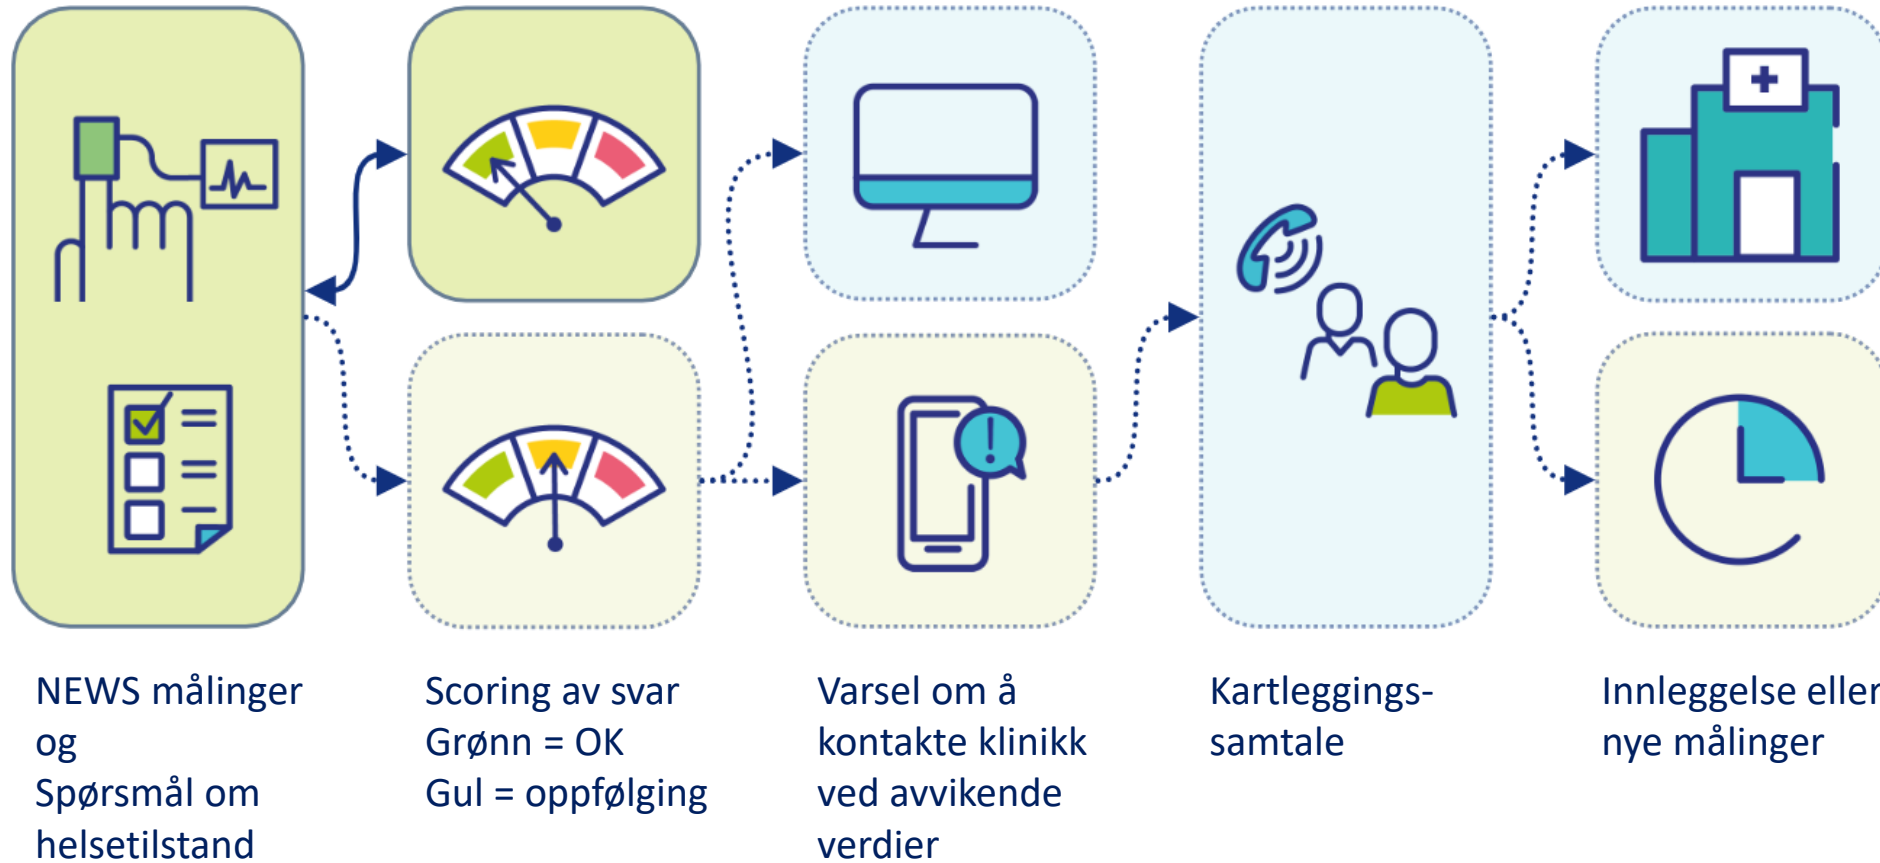 NEWS målinger
og
Spørsmål om
helsetilstand
Scoring av svar
Grønn = OK
Gul = oppfølging
Varsel om å
kontakte klinikk
ved avvikende
verdier
Kartleggings-
samtale
Innleggelse eller
nye målinger